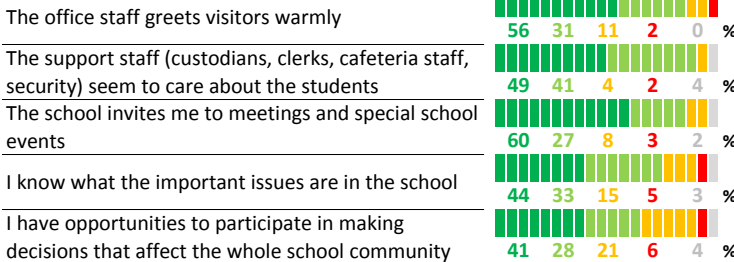 The office staff greets visitors warmly
56 31 11 2 0 %
The support staff (custodians, clerks, cafeteria staff,
security) seem to care about the students
49 41 4 2 4 %
The school invites me to meetings and special school
events
60 27 8 3 2 %
I know what the important issues are in the school
44 33 15 5 3 %
I have opportunities to participate in making
decisions that affect the whole school community
41 28 21 6 4 %